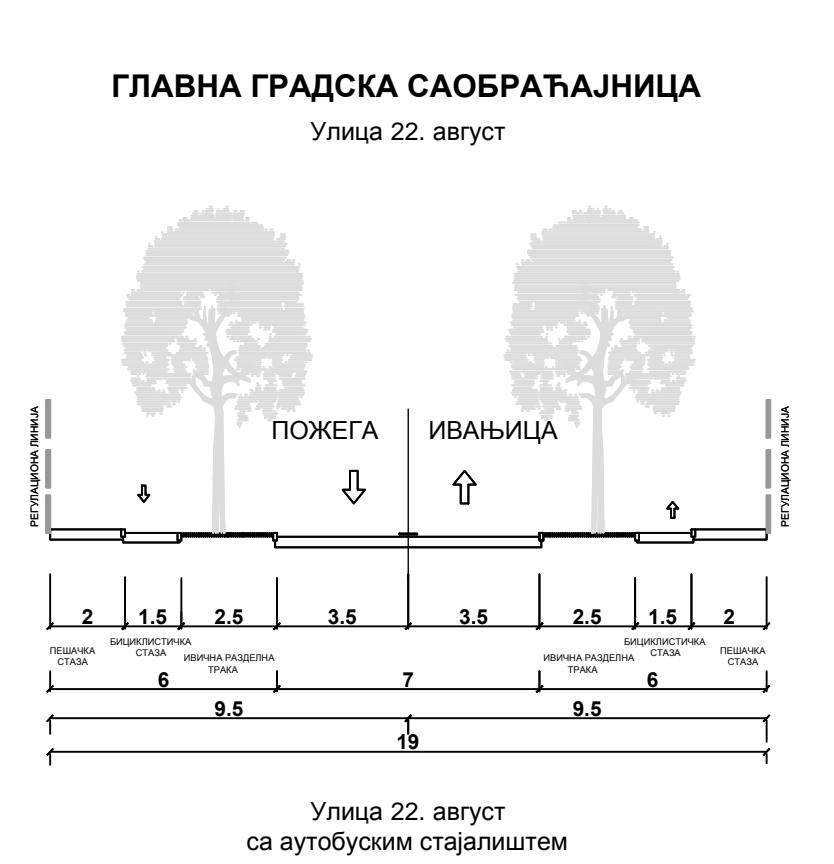 ГЛАВНА ГРАДСКА САОБРАЋАЈНИЦА
Улица 22. август
РЕГУЛАЦИОНА ЛИНИЈА
ПОЖЕГА
ИВАЊИЦА
РЕГУЛАЦИОНА ЛИНИЈА
2 1.5 2.5 3.5 3.5 2.5 1.5 2
ПЕШАЧКА
СТАЗА
БИЦИКЛИСТИЧКА
СТАЗА
ИВИЧНА РАЗДЕЛНА
ТРАКА
ИВИЧНА РАЗДЕЛНА
ТРАКА
БИЦИКЛИСТИЧКА
СТАЗА
ПЕШАЧКА
СТАЗА
6 7 6
9.5 9.5
19
Улица 22. август
са аутобуским стајалиштем